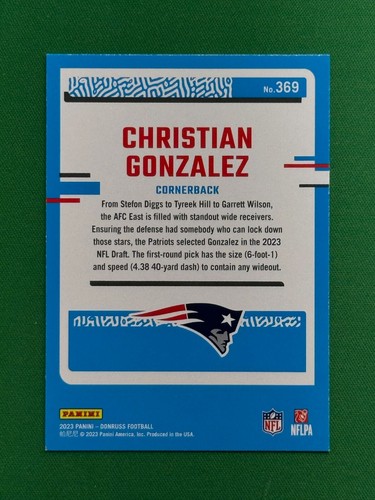 No.369
CHRISTIAN
GONZALEZ
CORNERBACK
From Stefon Diggs to Tyreek Hill to Garrett Wilson,
the AFC East is filled with standout wide receivers.
Ensuring the defense had somebody who can lock down
those stars, the Patriots selected Gonzalez in the 2023
NFL Draft. The first-round pick has the size (6-foot-1)
and speed (4.38 40-yard dash) to contain any wideout.
PANINI
2023 PANINI - DONRUSS FOOTBALL
© 2023 Panini America, Inc. Produced in the USA.
NFL
NFLPA